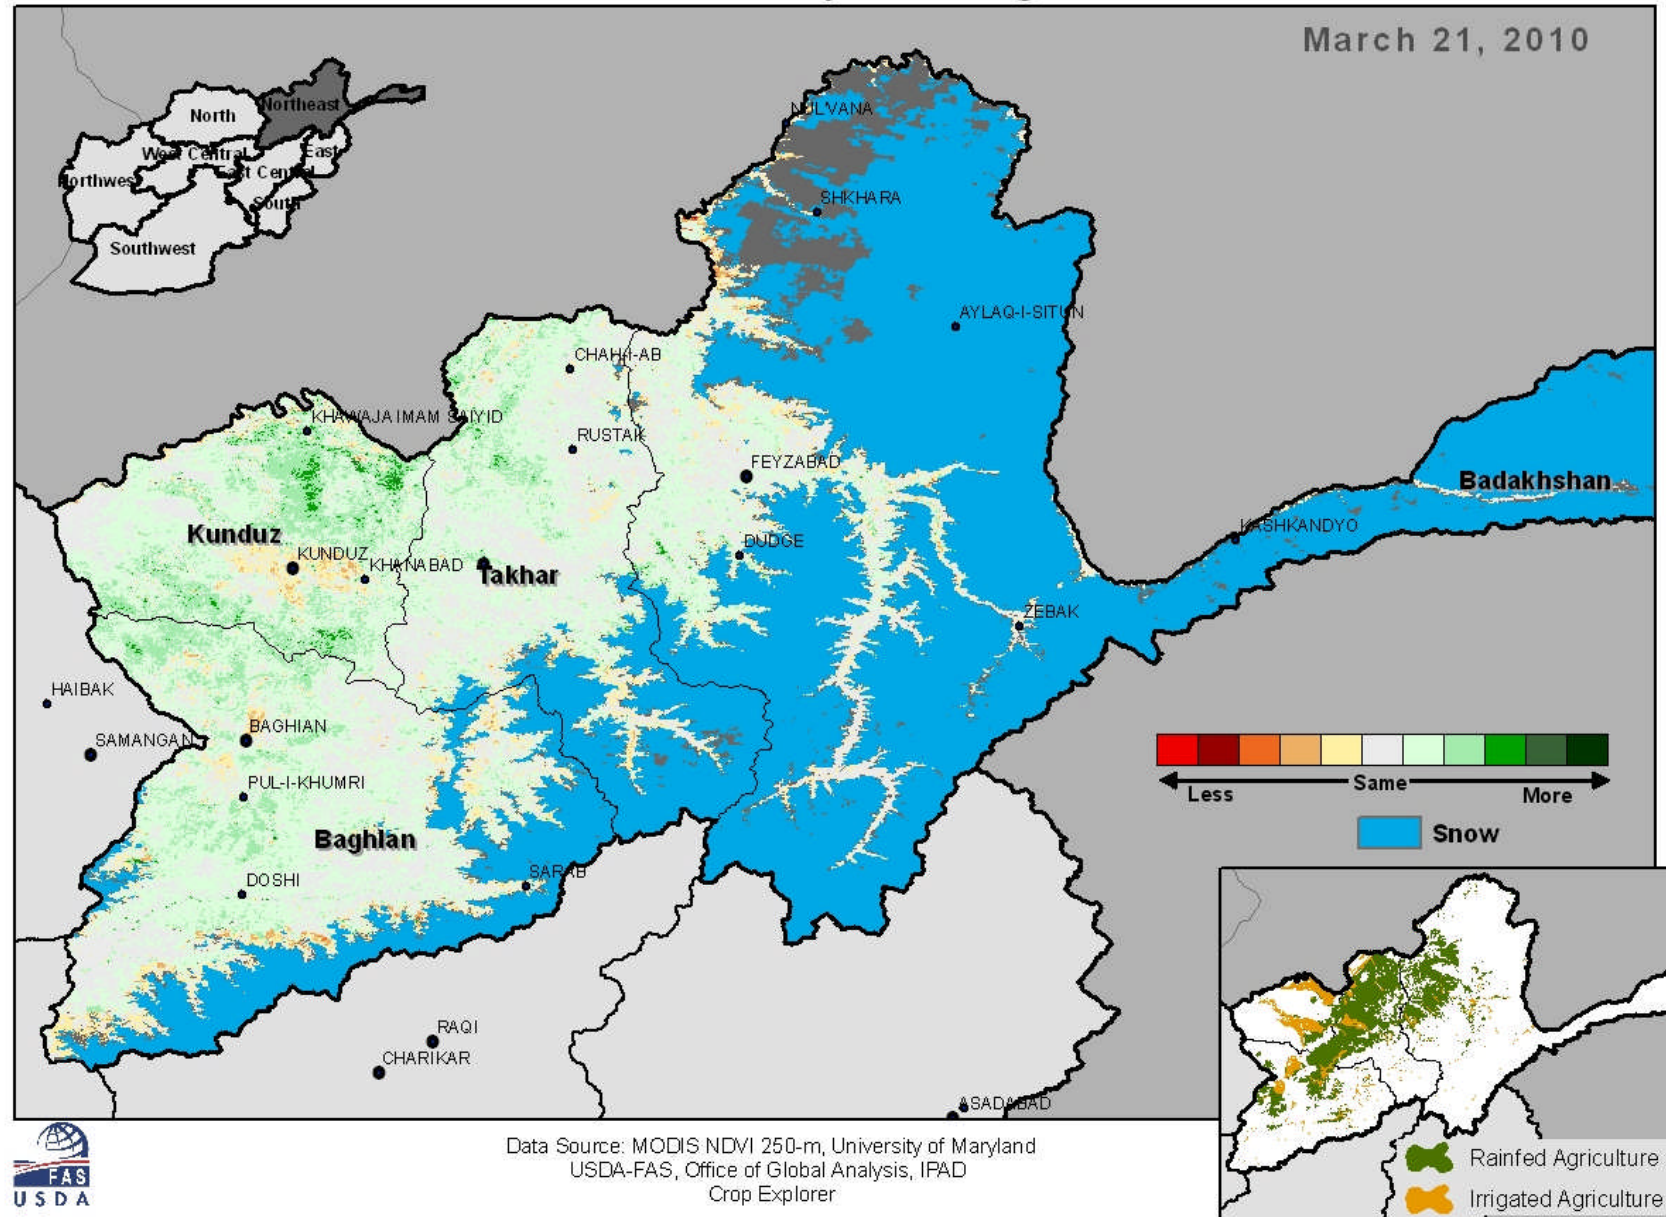 March 21, 2010
North
Northeast
West Central
East
East Central
Northwest
South
Southwest
NUL'VANA
SHKHARA
AYLAQ-I-SITUN
CHAH-I-AB
KHAWAJA IMAM SAIYID
RUSTAK
FEYZABAD
Badakhshan
KASHKANDYO
Kunduz
KUNDUZ
KHANABAD
Takhar
DUDGE
ZEBAK
HAIBAK
SAMANGAN
BAGHIAN
PUL-I-KHUMRI
Baghlan
DOSHI
SARAB
Less
Same
More
Snow
RAQI
CHARIKAR
ASADABAD
FAS
USDA
Data Source: MODIS NDVI 250-m, University of Maryland
USDA-FAS, Office of Global Analysis, IPAD
Crop Explorer
Rainfed Agriculture
Irrigated Agriculture